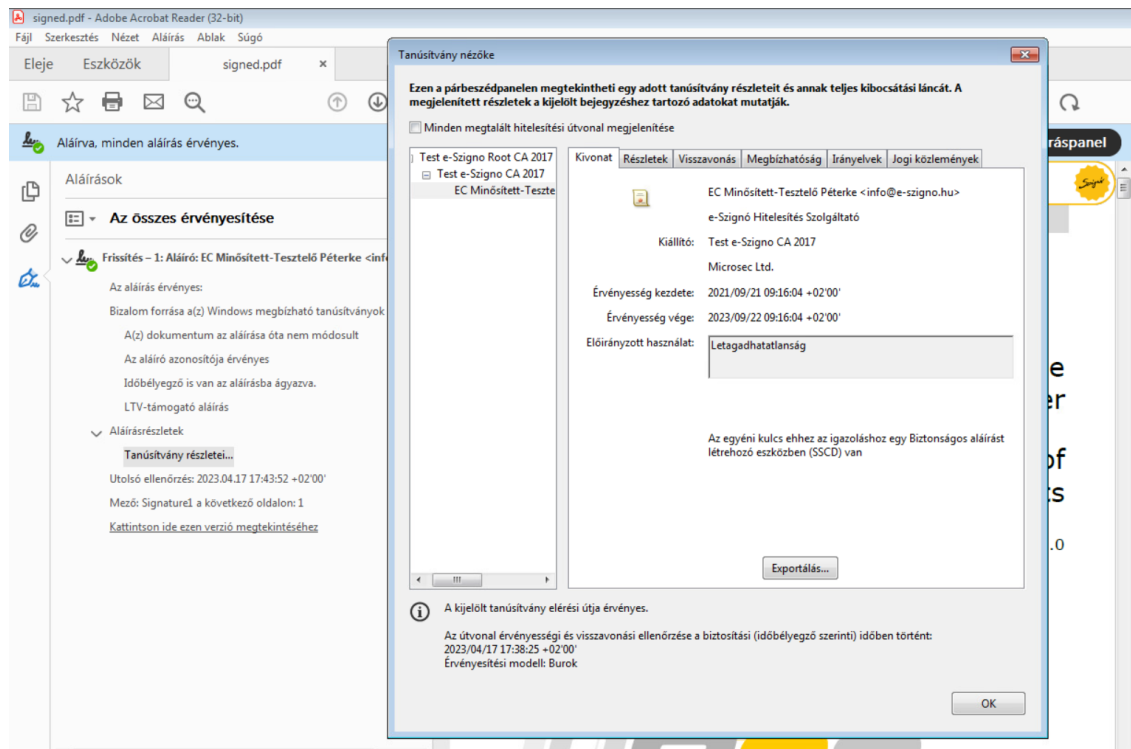 signed.pdf - Adobe Acrobat Reader (32-bit)
Fájl Szerkesztés Nézet Aláírás Ablak Súgó
Eleje Eszközök signed.pdf ×
Aláírva, minden aláírás érvényes.
ráspanel
Aláírások
Az összes érvényesítése
Frissítés – 1: Aláíró: EC Minősített-Tesztelő Péterke <inf
Az aláírás érvényes:
Bizalom forrása a(z) Windows megbízható tanúsítványok
A(z) dokumentum az aláírása óta nem módosult
Az aláíró azonosítója érvényes
Időbélyegző is van az aláírásba ágyazva.
LTV-támogató aláírás
Aláírásrészletek
Tanúsítvány részletei...
Utolsó ellenőrzés: 2023.04.17 17:43:52 +02'00'
Mező: Signature1 a következő oldalon: 1
Kattintson ide ezen verzió megtekintéséhez
Tanúsítvány nézőke
Ezen a párbeszédpanelen megtekintheti egy adott tanúsítvány részleteit és annak teljes kibocsátási láncát. A
megjelenített részletek a kijelölt bejegyzéshez tartozó adatokat mutatják.
Minden megtalált hitelesítési útvonal megjelenítése
Test e-Szigno Root CA 2017
Test e-Szigno CA 2017
EC Minősített-Teszte
Kivonat Részletek Visszavonás Megbízhatóság Irányelvek Jogi közlemények
EC Minősített-Tesztelő Péterke <info@e-szigno.hu>
e-Szignó Hitelesítés Szolgáltató
Kiállító: Test e-Szigno CA 2017
Microsec Ltd.
Érvényesség kezdete: 2021/09/21 09:16:04 +02'00'
Érvényesség vége: 2023/09/22 09:16:04 +02'00'
Előirányzott használat: Letagadhatatlanság
Az egyéni kulcs ehhez az igazoláshoz egy Biztonságos aláírást
létrehozó eszközben (SSCD) van
Exportálás...
A kijelölt tanúsítvány elérési útja érvényes.
Az útvonal érvényességi és visszavonási ellenőrzése a biztosítási (időbélyegző szerinti) időben történt:
2023/04/17 17:38:25 +02'00'
Érvényesítési modell: Burok
OK
e
er
of
ts
.0